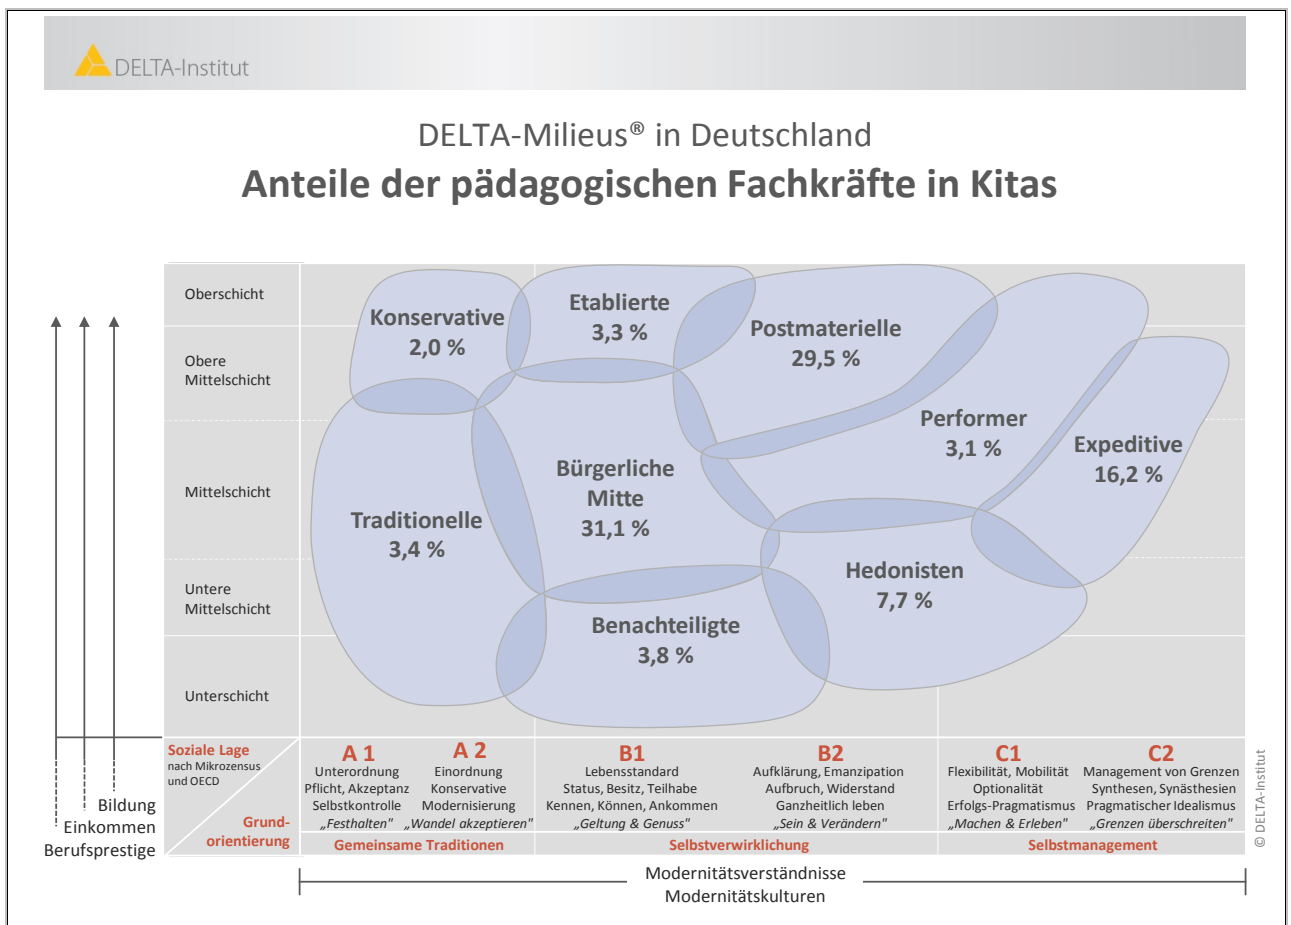 DELTA-Institut
DELTA-Milieus® in Deutschland
Anteile der pädagogischen Fachkräfte in Kitas
Oberschicht
Obere
Mittelschicht
Mittelschicht
Untere
Mittelschicht
Unterschicht
Konservative
2,0 %
Etablierte
3,3 %
Postmaterielle
29,5 %
Performer
3,1 %
Expeditive
16,2 %
Bürgerliche
Mitte
31,1 %
Traditionelle
3,4 %
Hedonisten
7,7 %
Benachteiligte
3,8 %
Soziale Lage
nach Mikrozensus
und OECD
Grund-
orientierung
Bildung
Einkommen
Berufsprestige
A 1
Unterordnung
Pflicht, Akzeptanz
Selbstkontrolle
„Festhalten"
A 2
Einordnung
Konservative
Modernisierung
„Wandel akzeptieren"
B1
Lebensstandard
Status, Besitz, Teilhabe
Kennen, Können, Ankommen
„Geltung & Genuss"
B2
Aufklärung, Emanzipation
Aufbruch, Widerstand
Ganzheitlich leben
„Sein & Verändern"
C1
Flexibilität, Mobilität
Optionalität
Erfolgs-Pragmatismus
„Machen & Erleben"
C2
Management von Grenzen
Synthesen, Synästhesien
Pragmatischer Idealismus
„Grenzen überschreiten"
Gemeinsame Traditionen
Selbstverwirklichung
Selbstmanagement
Modernitätsverständnisse
Modernitätskulturen
© DELTA-Institut